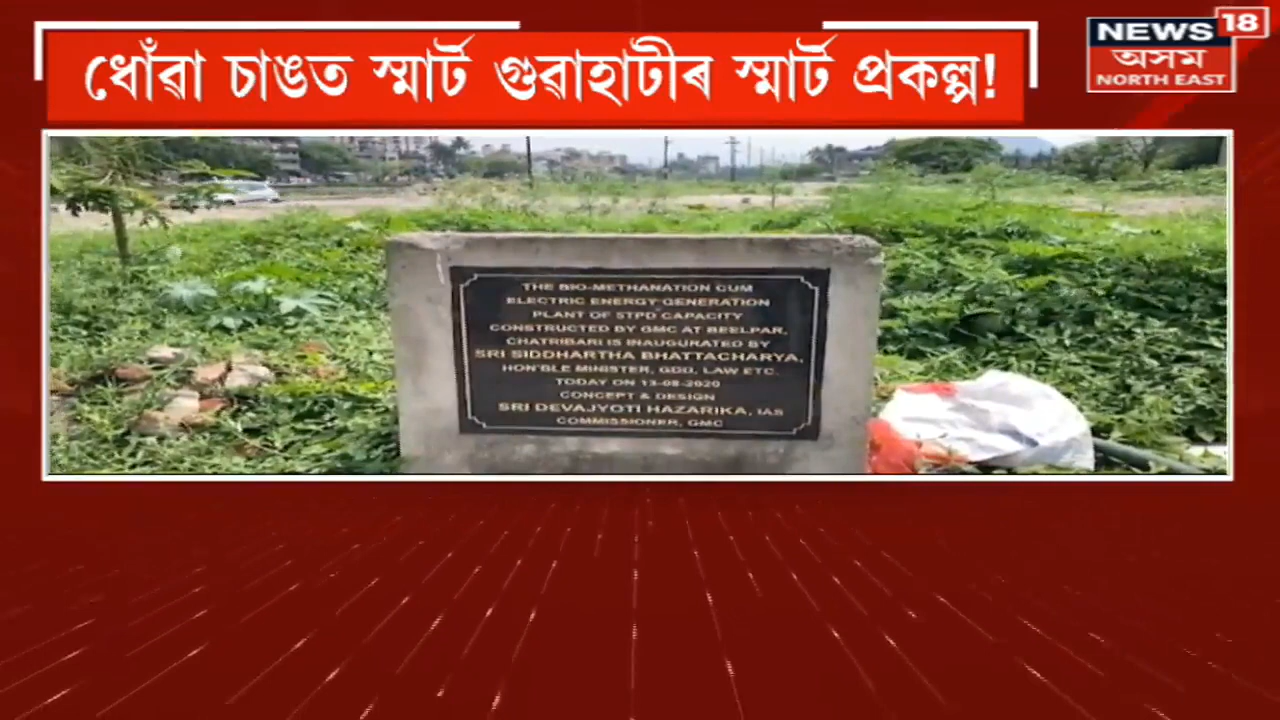 ধোঁৱা চাঙত স্মাৰ্ট গুৱাহাটীৰ স্মাৰ্ট প্ৰকল্প!
NEWS 18
অসম
NORTH EAST
THE BIO-METHANATION CUM
ELECTRIC ENERGY GENERATION
PLANT OF 5TPD CAPACITY
CONSTRUCTED BY GMC AT BEELPAR,
CHATRIBARI IS INAUGURATED BY
SRI SIDDHARTHA BHATTACHARYA,
HON'BLE MINISTER, GDD, LAW ETC.
TODAY ON 13-08-2020
CONCEPT & DESIGN
SRI DEVAJYOTI HAZARIKA, IAS
COMMISSIONER, GMC